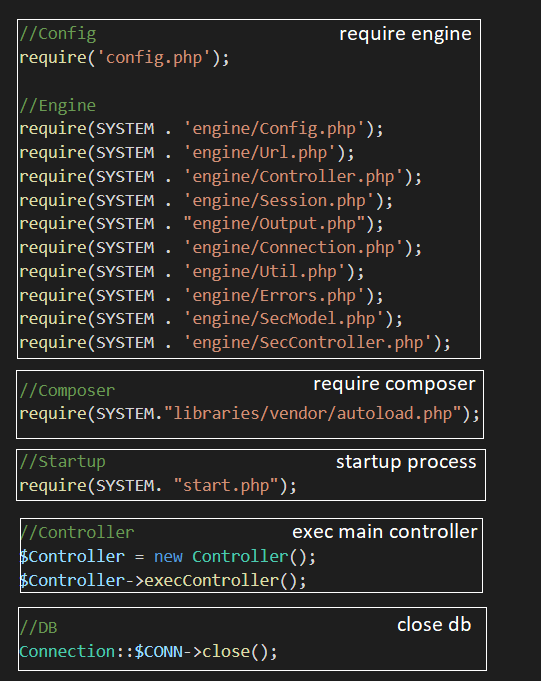 //Config require engine
require('config.php');
//Engine
require(SYSTEM . 'engine/Config.php');
require(SYSTEM . 'engine/Url.php');
require(SYSTEM . 'engine/Controller.php');
require(SYSTEM . 'engine/Session.php');
require(SYSTEM . "engine/Output.php");
require(SYSTEM . 'engine/Connection.php');
require(SYSTEM . 'engine/Util.php');
require(SYSTEM . 'engine/Errors.php');
require(SYSTEM . 'engine/SecModel.php');
require(SYSTEM . 'engine/SecController.php');
//Composer require composer
require(SYSTEM."libraries/vendor/autoload.php");
//Startup startup process
require(SYSTEM. "start.php");
//Controller exec main controller
$Controller = new Controller();
$Controller->execController();
//DB close db
Connection::$CONN->close();